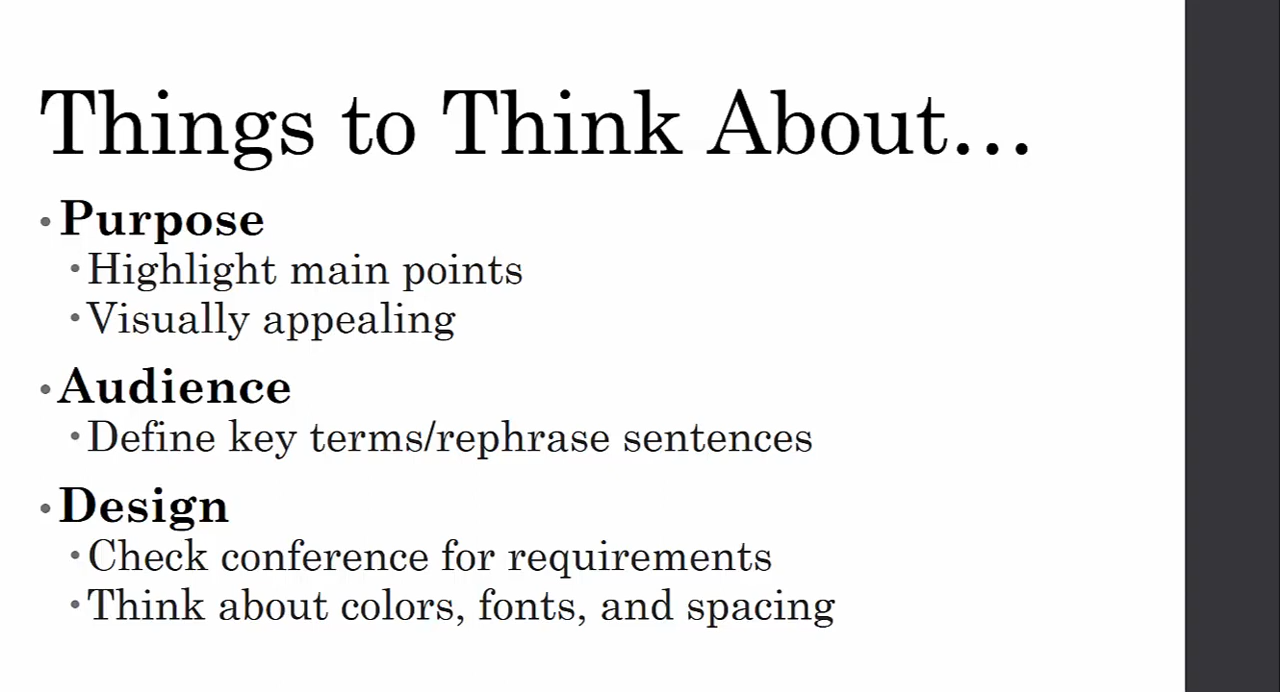 Things to Think About...
• Purpose
• Highlight main points
• Visually appealing
• Audience
• Define key terms/rephrase sentences
• Design
• Check conference for requirements
• Think about colors, fonts, and spacing